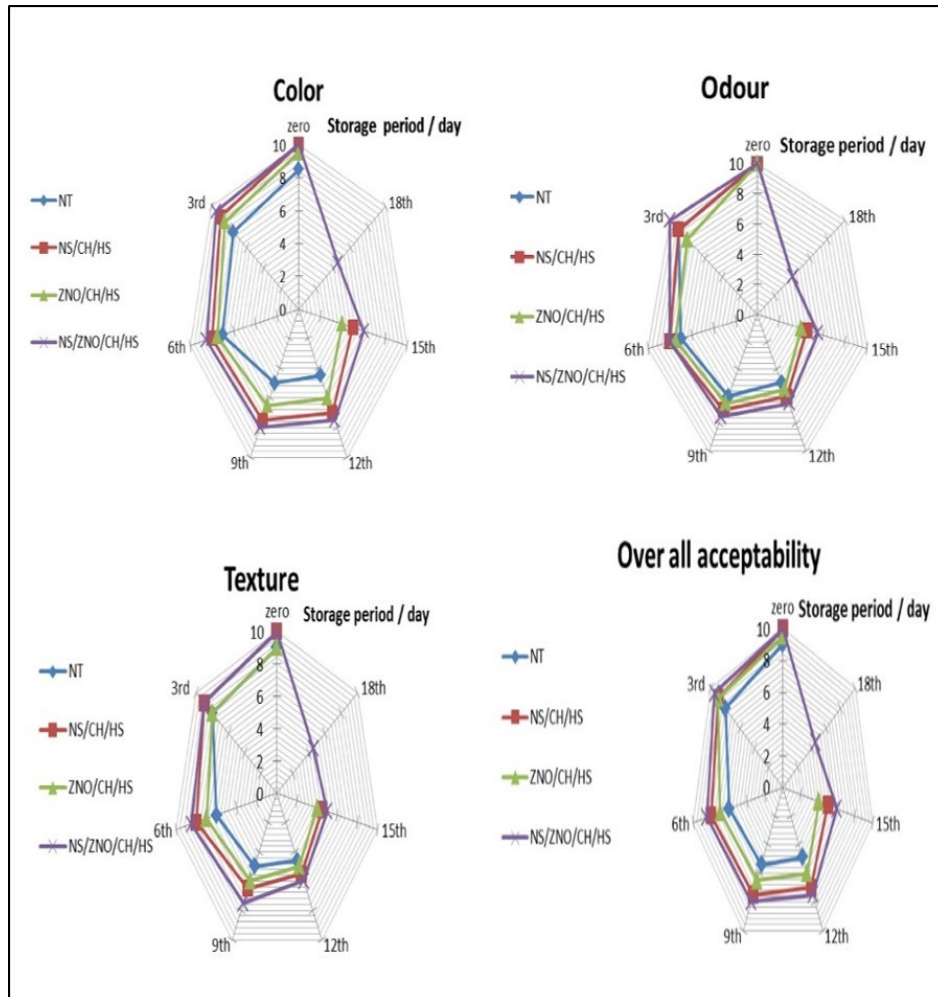 Color
zero
Storage period / day
10
8
6
4
2
0
18th
15th
12th
9th
6th
3rd
NT
NS/CH/HS
ZNO/CH/HS
NS/ZNO/CH/HS
Odour
zero
Storage period / day
10
8
6
4
2
0
18th
15th
12th
9th
6th
3rd
NT
NS/CH/HS
ZNO/CH/HS
NS/ZNO/CH/HS
Texture
zero
Storage period / day
10
8
6
4
2
0
18th
15th
12th
9th
6th
3rd
NT
NS/CH/HS
ZNO/CH/HS
NS/ZNO/CH/HS
Over all acceptability
zero
Storage period / day
10
8
6
4
2
0
18th
15th
12th
9th
6th
3rd
NT
NS/CH/HS
ZNO/CH/HS
NS/ZNO/CH/HS